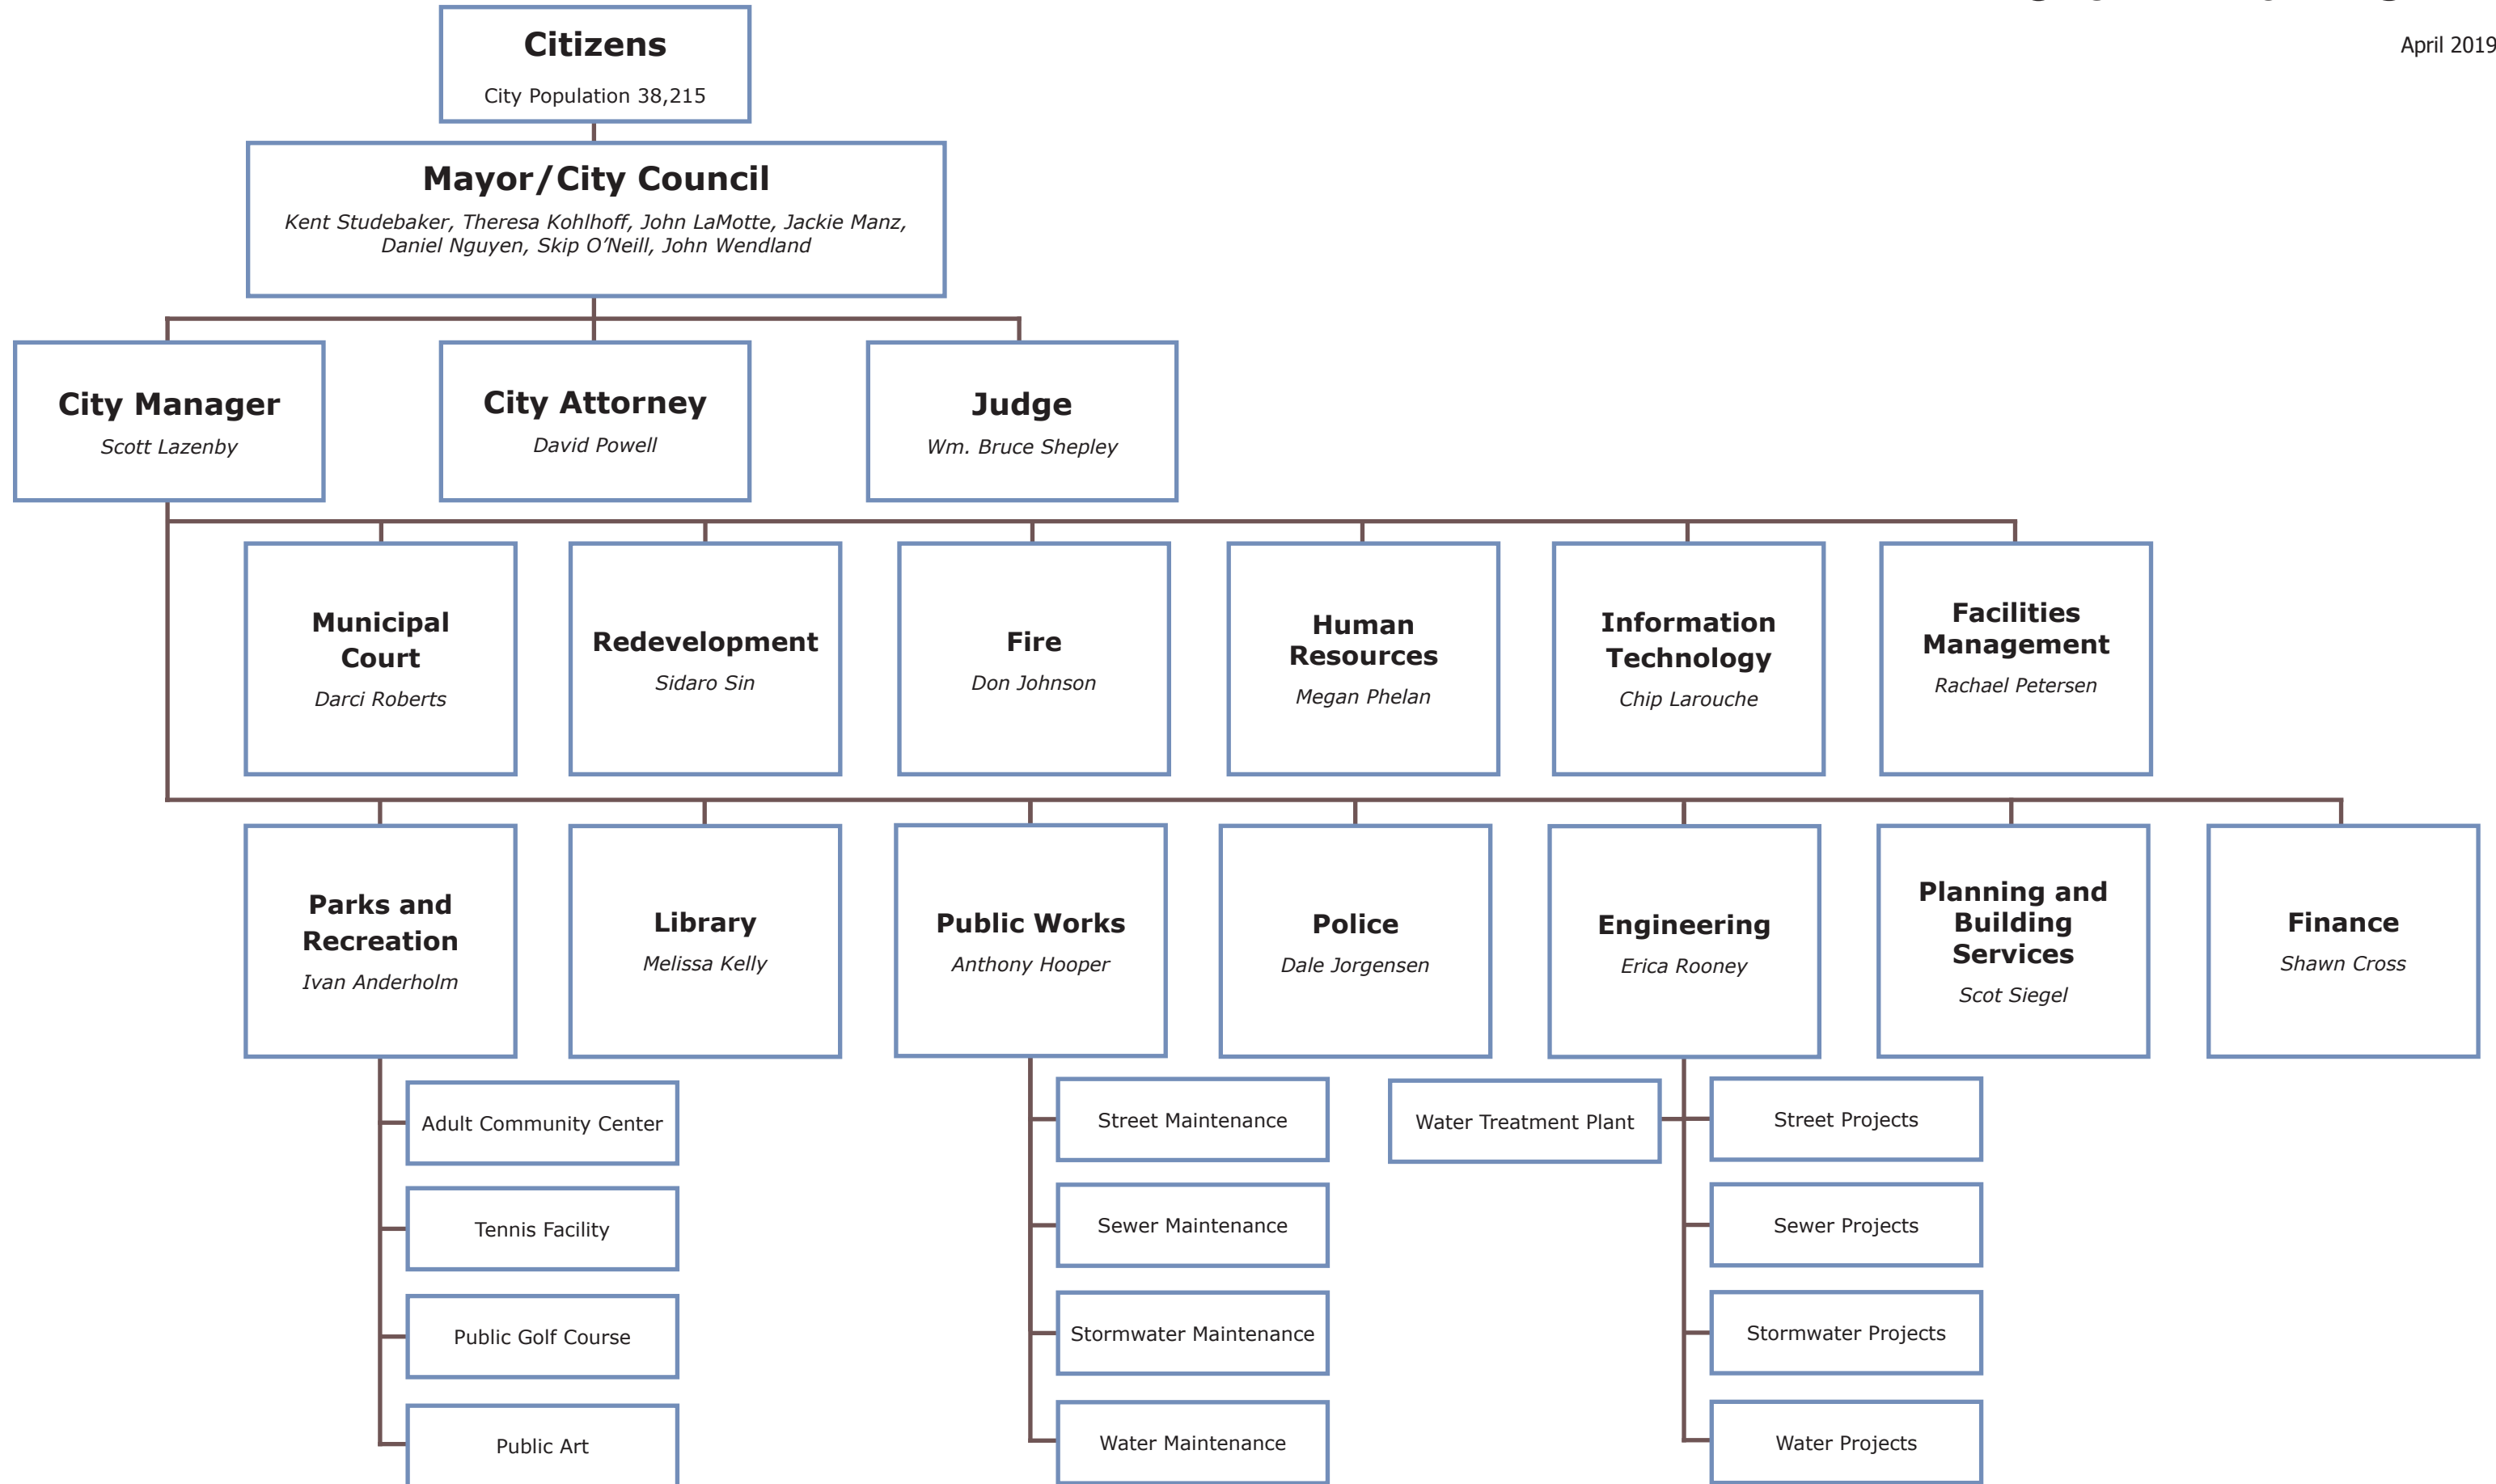 April 2019
Citizens
City Population 38,215
Mayor/City Council
Kent Studebaker, Theresa Kohlhoff, John LaMotte, Jackie Manz,
Daniel Nguyen, Skip O’Neill, John Wendland
City Manager
Scott Lazenby
City Attorney
David Powell
Judge
Wm. Bruce Shepley
Municipal
Court
Darci Roberts
Redevelopment
Sidaro Sin
Fire
Don Johnson
Human
Resources
Megan Phelan
Information
Technology
Chip Larouche
Facilities
Management
Rachael Petersen
Parks and
Recreation
Ivan Anderholm
Library
Melissa Kelly
Public Works
Anthony Hooper
Police
Dale Jorgensen
Engineering
Erica Rooney
Planning and
Building
Services
Scot Siegel
Finance
Shawn Cross
Adult Community Center
Tennis Facility
Public Golf Course
Public Art
Street Maintenance
Sewer Maintenance
Stormwater Maintenance
Water Maintenance
Water Treatment Plant
Street Projects
Sewer Projects
Stormwater Projects
Water Projects